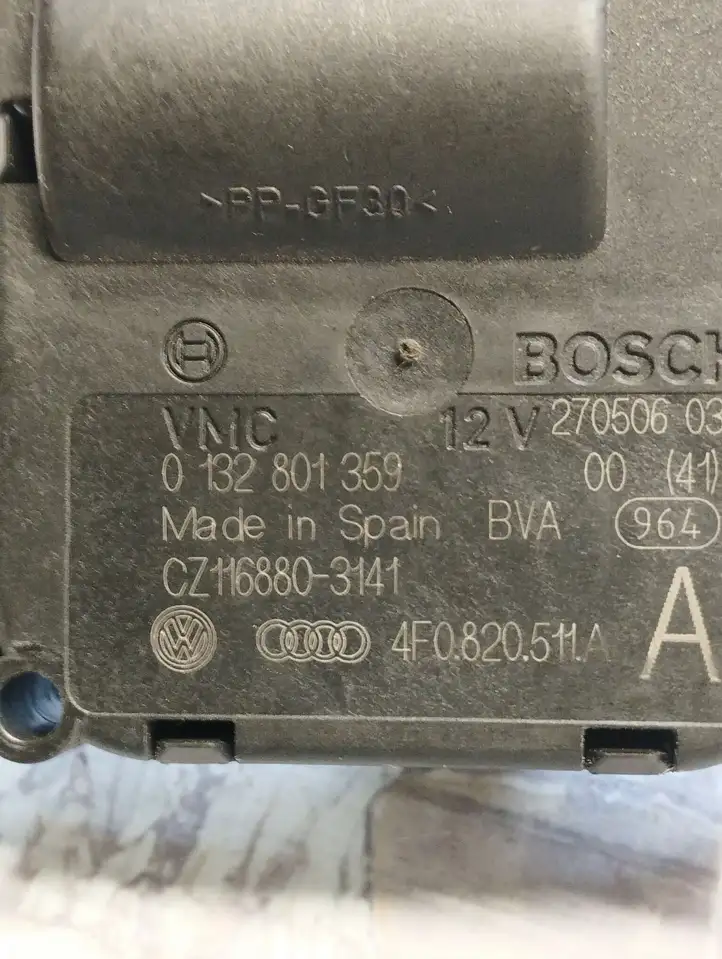 >PP-GF30<
BOSCH
VMC 12 V 270506 03
0 132 801 359 00 (41)
Made in Spain BVA 964
CZ116880-3141 A
VW 4F0.820.511.A